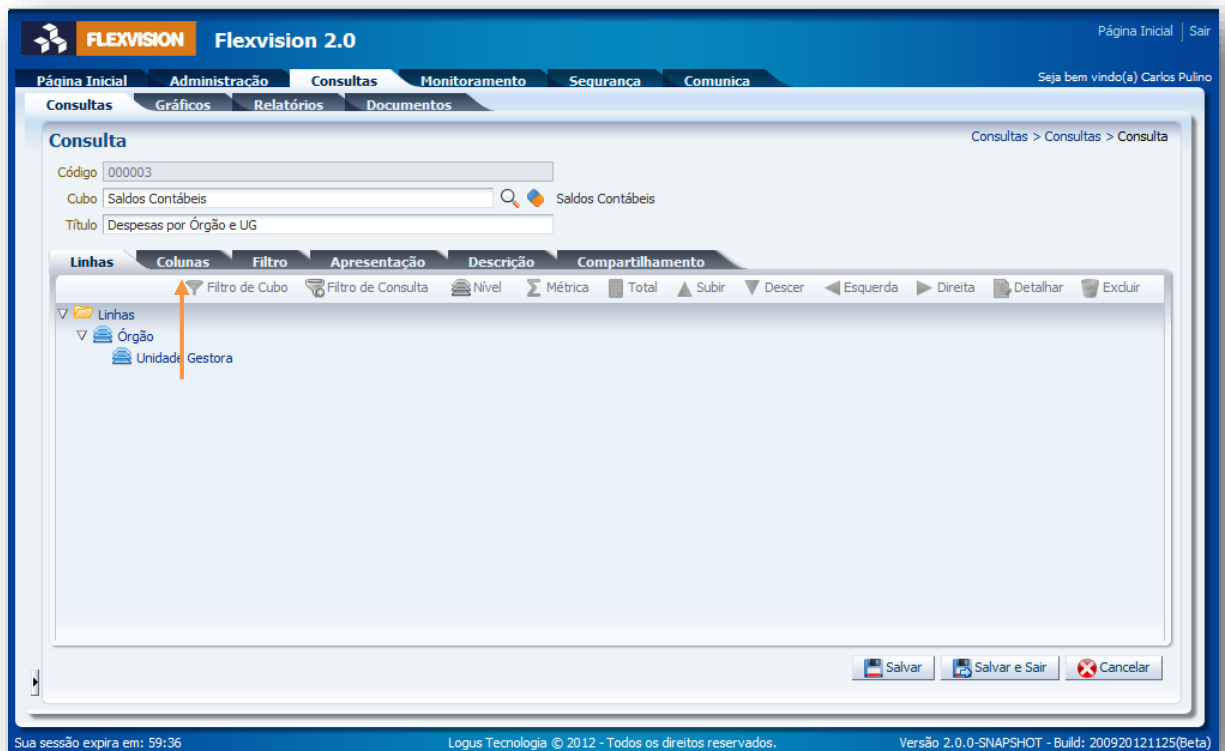 FLEXVISION Flexvision 2.0 Página Inicial | Sair
Página Inicial Administração Consultas Monitoramento Segurança Comunica Seja bem vindo(a) Carlos Pulino
Consultas Gráficos Relatórios Documentos
Consulta Consultas > Consultas > Consulta
Código 000003
Cubo Saldos Contábeis Saldos Contábeis
Título Despesas por Órgão e UG
Linhas Colunas Filtro Apresentação Descrição Compartilhamento
Filtro de Cubo Filtro de Consulta Nível Métrica Total Subir Descer Esquerda Direita Detalhar Excluir
Linhas
Órgão
Unidade Gestora
Salvar Salvar e Sair Cancelar
Sua sessão expira em: 59:36 Logus Tecnologia © 2012 - Todos os direitos reservados. Versão 2.0.0-SNAPSHOT - Build: 200920121125(Beta)